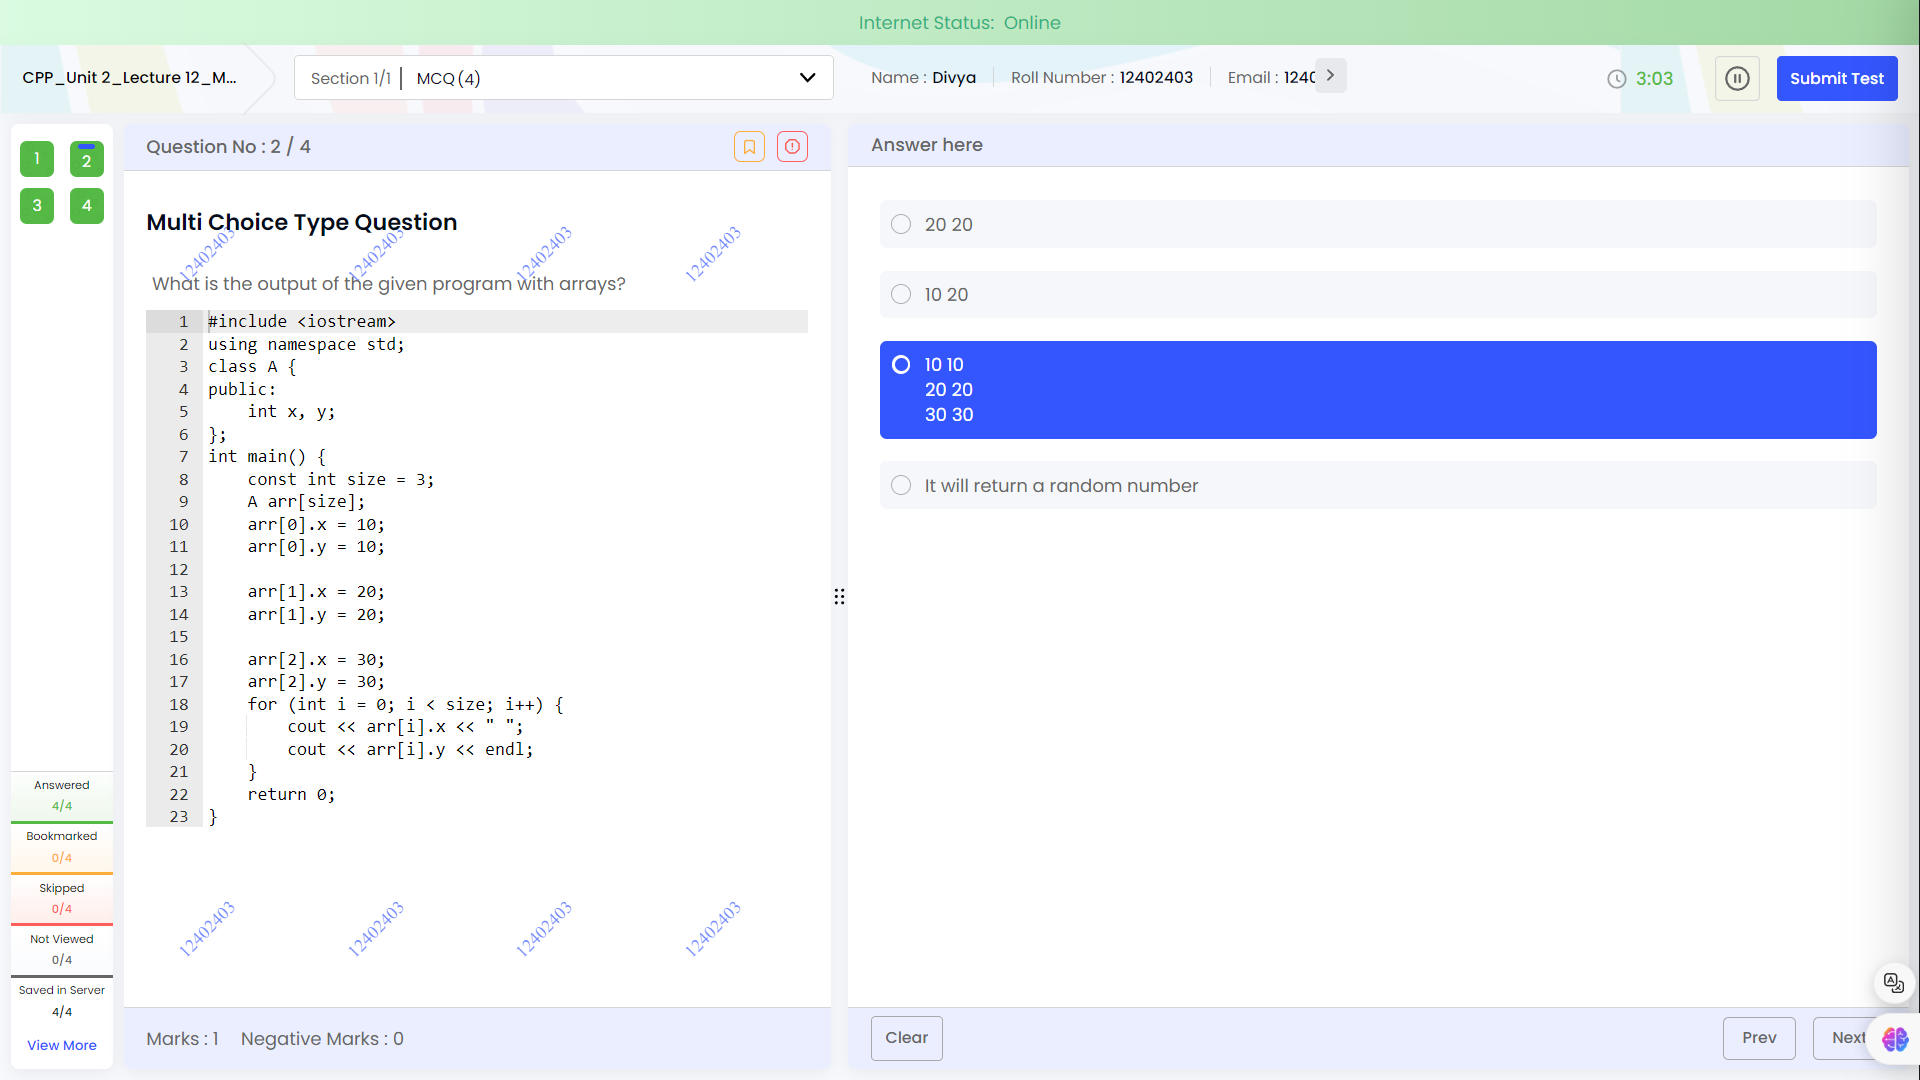 Internet Status: Online
CPP_Unit 2_Lecture 12_M...
Section 1/1 | MCQ (4)
Name : Divya
Roll Number : 12402403
Email : 1240
3:03
Submit Test
1
2
3
4
Question No : 2 / 4
Multi Choice Type Question
12402403 12402403 12402403 12402403
What is the output of the given program with arrays?
1 #include <iostream>
2 using namespace std;
3 class A {
4 public:
5     int x, y;
6 };
7 int main() {
8     const int size = 3;
9     A arr[size];
10     arr[0].x = 10;
11     arr[0].y = 10;
12
13     arr[1].x = 20;
14     arr[1].y = 20;
15
16     arr[2].x = 30;
17     arr[2].y = 30;
18     for (int i = 0; i < size; i++) {
19         cout << arr[i].x << " ";
20         cout << arr[i].y << endl;
21     }
22     return 0;
23 }
12402403 12402403 12402403 12402403
Marks : 1 Negative Marks : 0
Answer here
20 20
10 20
10 10
20 20
30 30
It will return a random number
Clear
Prev
Next
Answered
4/4
Bookmarked
0/4
Skipped
0/4
Not Viewed
0/4
Saved in Server
4/4
View More